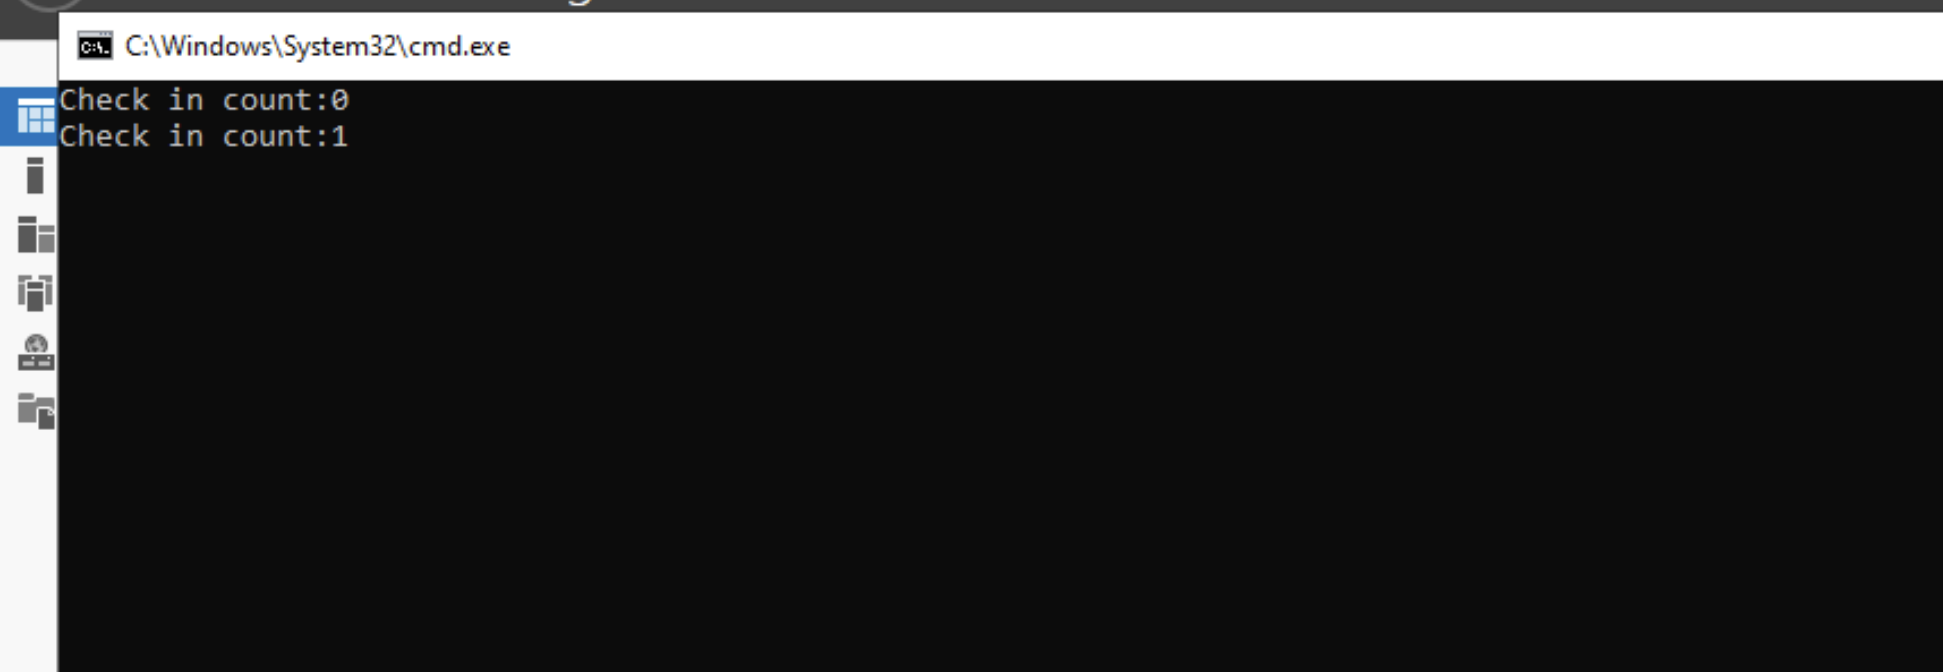 C:\Windows\System32\cmd.exe
Check in count:0
Check in count:1